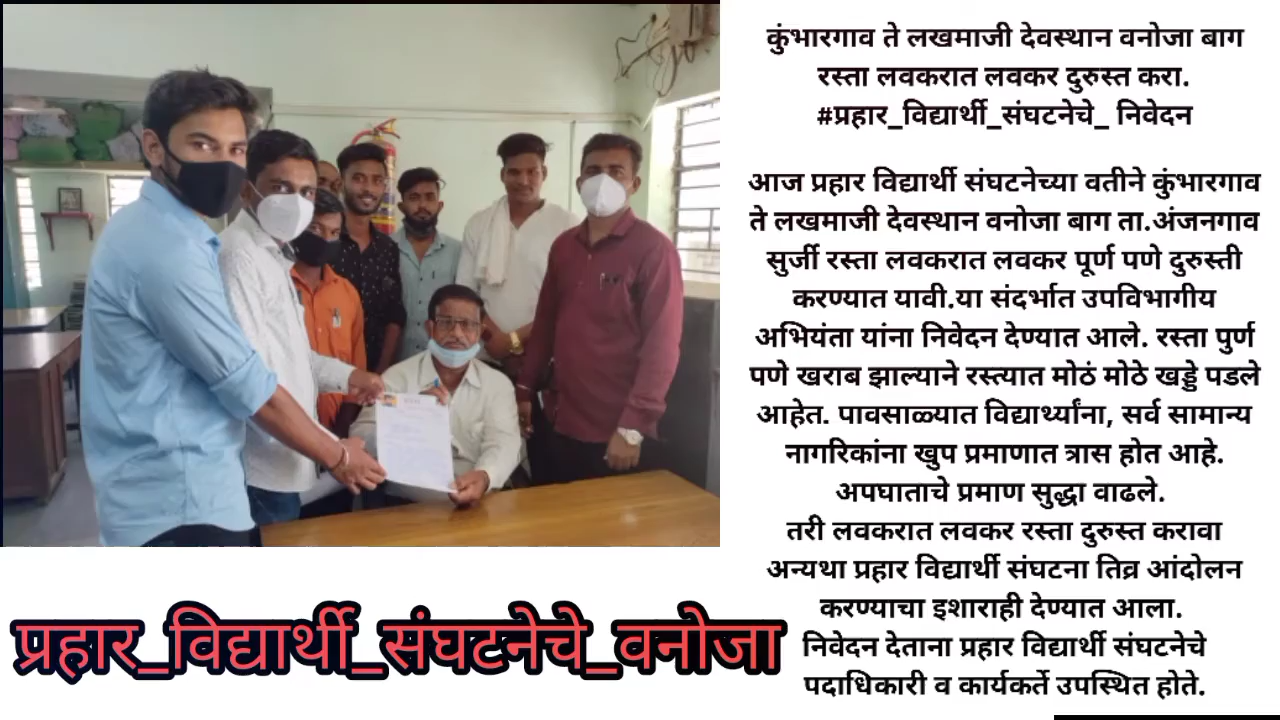 कुंभारगाव ते लखमाजी देवस्थान वनोजा बाग
रस्ता लवकरात लवकर दुरुस्त करा.
#प्रहार_विद्यार्थी_संघटनेचे_ निवेदन
आज प्रहार विद्यार्थी संघटनेच्या वतीने कुंभारगाव
ते लखमाजी देवस्थान वनोजा बाग ता.अंजनगाव
सुर्जी रस्ता लवकरात लवकर पूर्ण पणे दुरुस्ती
करण्यात यावी.या संदर्भात उपविभागीय
अभियंता यांना निवेदन देण्यात आले. रस्ता पुर्ण
पणे खराब झाल्याने रस्त्यात मोठं मोठे खड्डे पडले
आहेत. पावसाळ्यात विद्यार्थ्यांना, सर्व सामान्य
नागरिकांना खुप प्रमाणात त्रास होत आहे.
अपघाताचे प्रमाण सुद्धा वाढले.
तरी लवकरात लवकर रस्ता दुरुस्त करावा
अन्यथा प्रहार विद्यार्थी संघटना तिव्र आंदोलन
करण्याचा इशाराही देण्यात आला.
निवेदन देताना प्रहार विद्यार्थी संघटनेचे
पदाधिकारी व कार्यकर्ते उपस्थित होते.
प्रहार_विद्यार्थी_संघटनेचे_वनोजा